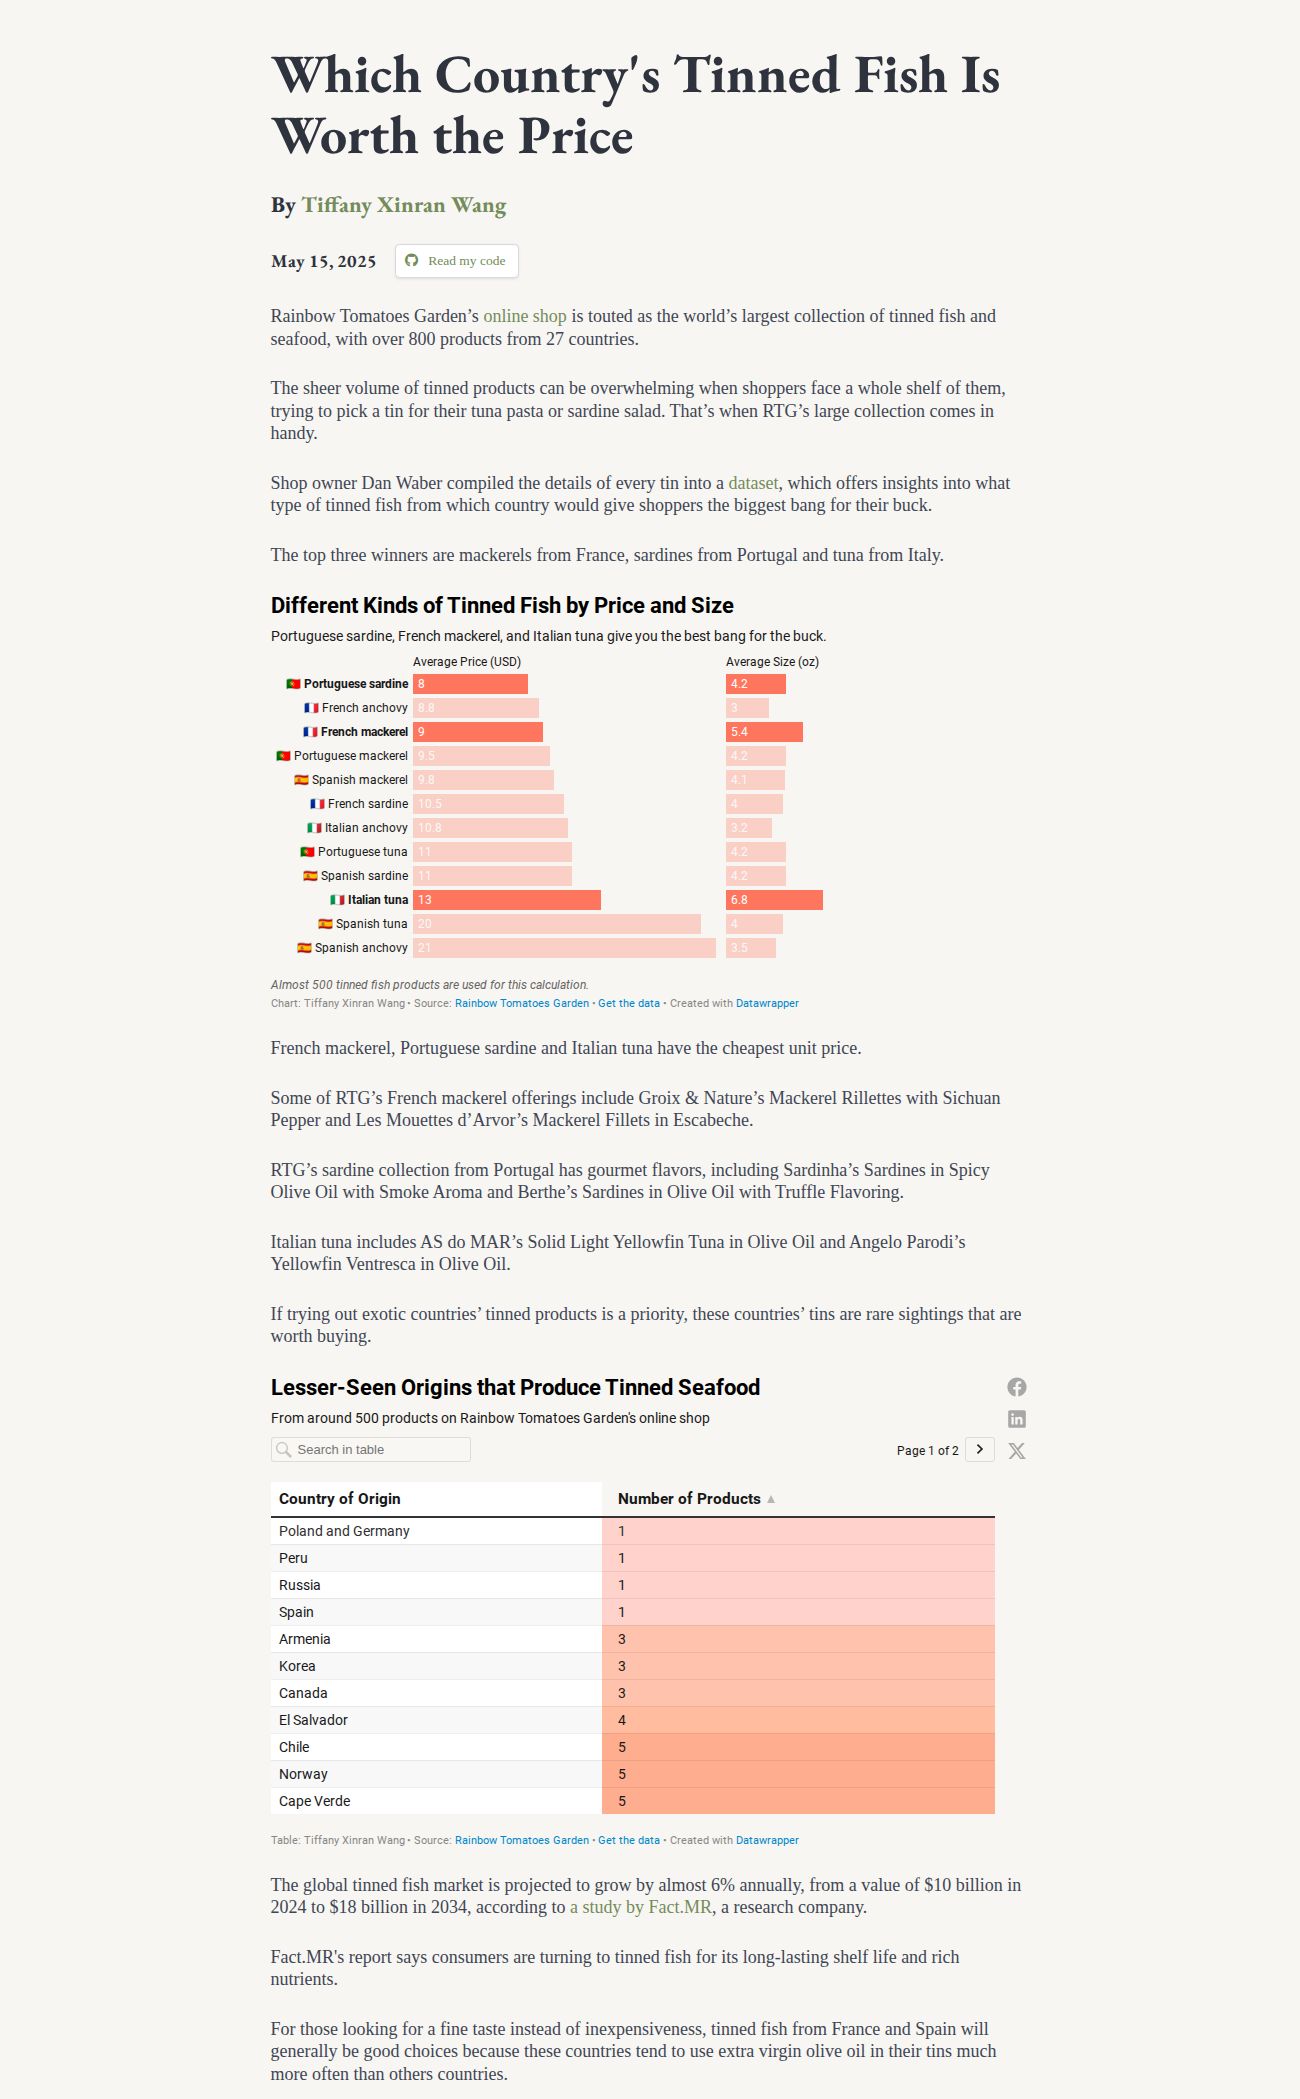 Which Country's Tinned Fish Is
Worth the Price
By Tiffany Xinran Wang
May 15, 2025 Read my code
Rainbow Tomatoes Garden’s online shop is touted as the world’s largest collection of tinned fish and
seafood, with over 800 products from 27 countries.
The sheer volume of tinned products can be overwhelming when shoppers face a whole shelf of them,
trying to pick a tin for their tuna pasta or sardine salad. That’s when RTG’s large collection comes in
handy.
Shop owner Dan Waber compiled the details of every tin into a dataset, which offers insights into what
type of tinned fish from which country would give shoppers the biggest bang for their buck.
The top three winners are mackerels from France, sardines from Portugal and tuna from Italy.
Different Kinds of Tinned Fish by Price and Size
Portuguese sardine, French mackerel, and Italian tuna give you the best bang for the buck.
Average Price (USD) Average Size (oz)
Portuguese sardine 8 4.2
French anchovy 8.8 3
French mackerel 9 5.4
Portuguese mackerel 9.5 4.2
Spanish mackerel 9.8 4.1
French sardine 10.5 4
Italian anchovy 10.8 3.2
Portuguese tuna 11 4.2
Spanish sardine 11 4.2
Italian tuna 13 6.8
Spanish tuna 20 4
Spanish anchovy 21 3.5
Almost 500 tinned fish products are used for this calculation.
Chart: Tiffany Xinran Wang • Source: Rainbow Tomatoes Garden • Get the data • Created with Datawrapper
French mackerel, Portuguese sardine and Italian tuna have the cheapest unit price.
Some of RTG’s French mackerel offerings include Groix & Nature’s Mackerel Rillettes with Sichuan
Pepper and Les Mouettes d’Arvor’s Mackerel Fillets in Escabeche.
RTG’s sardine collection from Portugal has gourmet flavors, including Sardinha’s Sardines in Spicy
Olive Oil with Smoke Aroma and Berthe’s Sardines in Olive Oil with Truffle Flavoring.
Italian tuna includes AS do MAR’s Solid Light Yellowfin Tuna in Olive Oil and Angelo Parodi’s
Yellowfin Ventresca in Olive Oil.
If trying out exotic countries’ tinned products is a priority, these countries’ tins are rare sightings that are
worth buying.
Lesser-Seen Origins that Produce Tinned Seafood
From around 500 products on Rainbow Tomatoes Garden's online shop
Search in table Page 1 of 2
Country of Origin Number of Products
Poland and Germany 1
Peru 1
Russia 1
Spain 1
Armenia 3
Korea 3
Canada 3
El Salvador 4
Chile 5
Norway 5
Cape Verde 5
Table: Tiffany Xinran Wang • Source: Rainbow Tomatoes Garden • Get the data • Created with Datawrapper
The global tinned fish market is projected to grow by almost 6% annually, from a value of $10 billion in
2024 to $18 billion in 2034, according to a study by Fact.MR, a research company.
Fact.MR's report says consumers are turning to tinned fish for its long-lasting shelf life and rich
nutrients.
For those looking for a fine taste instead of inexpensiveness, tinned fish from France and Spain will
generally be good choices because these countries tend to use extra virgin olive oil in their tins much
more often than others countries.